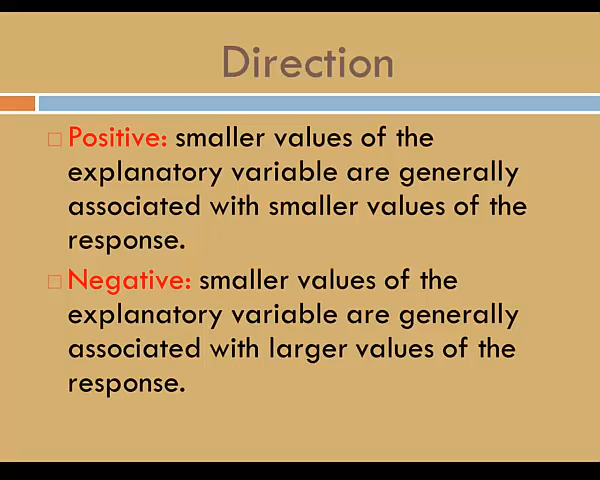 Direction
Positive: smaller values of the
explanatory variable are generally
associated with smaller values of the
response.
Negative: smaller values of the
explanatory variable are generally
associated with larger values of the
response.